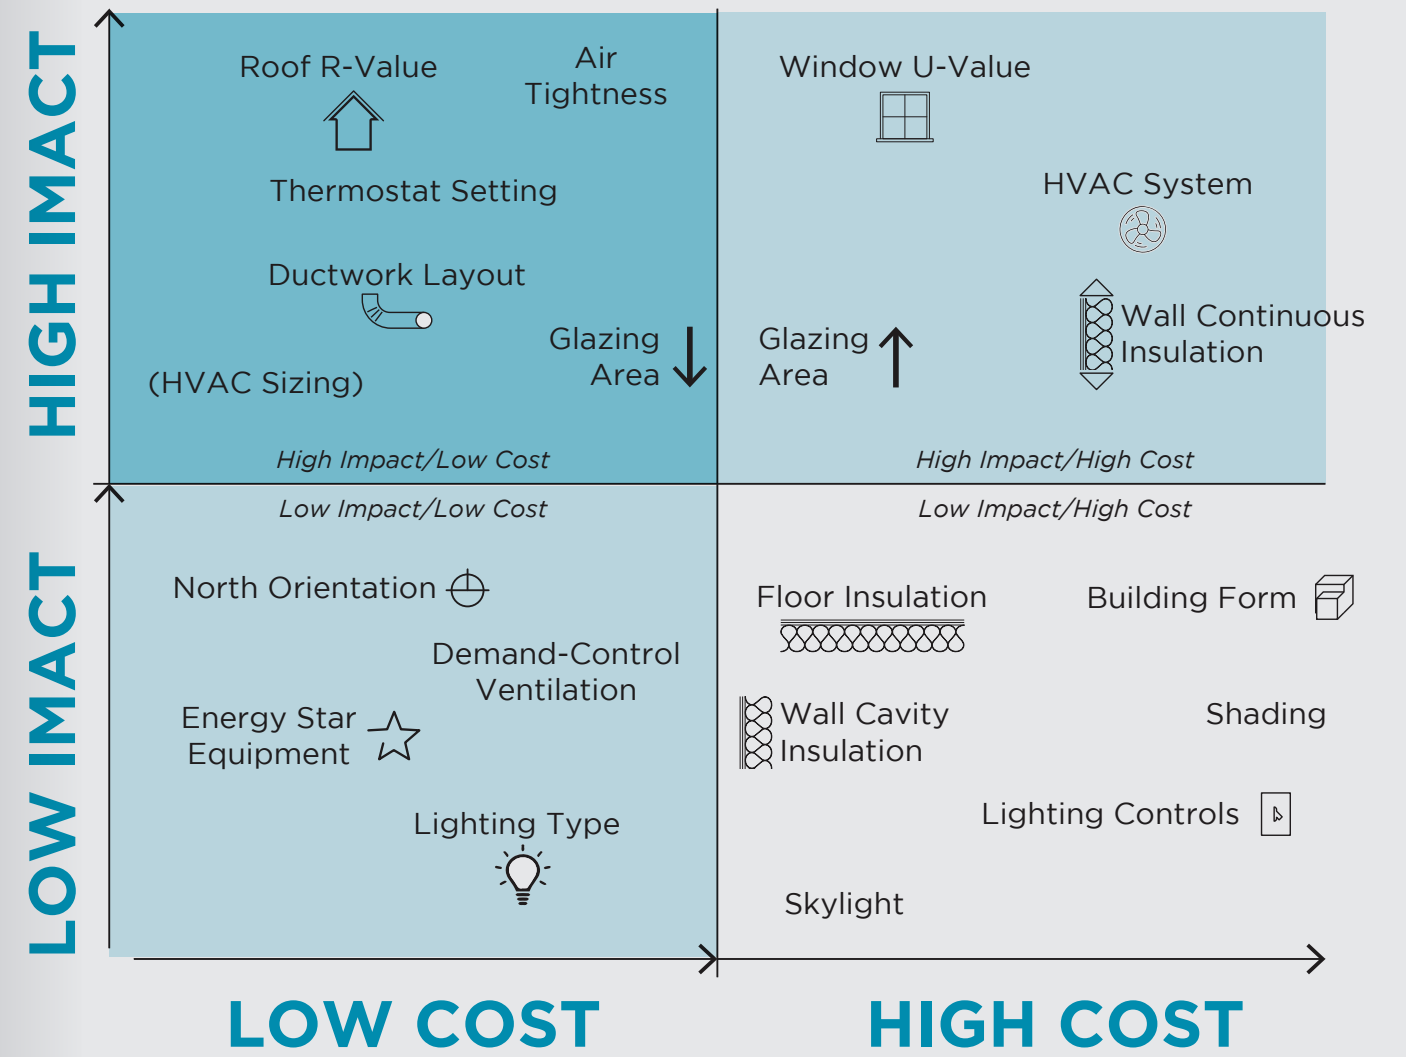 HIGH IMACT
Roof R-Value
Air
Tightness
Thermostat Setting
Ductwork Layout
Glazing
Area
(HVAC Sizing)
High Impact/Low Cost
Window U-Value
HVAC System
Wall Continuous
Insulation
Glazing
Area
High Impact/High Cost
LOW IMACT
Low Impact/Low Cost
North Orientation
Demand-Control
Ventilation
Energy Star
Equipment
Lighting Type
Low Impact/High Cost
Floor Insulation
Building Form
Wall Cavity
Insulation
Shading
Lighting Controls
Skylight
LOW COST
HIGH COST